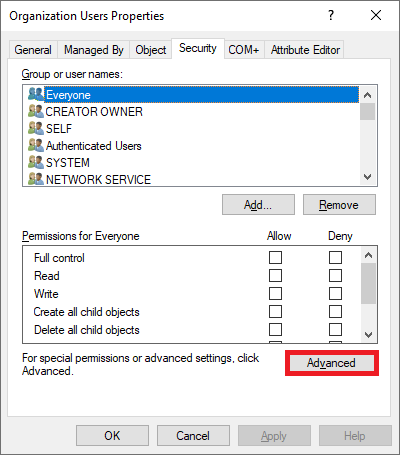 Organization Users Properties
?
General Managed By Object Security COM+ Attribute Editor
Group or user names:
Everyone
CREATOR OWNER
SELF
Authenticated Users
SYSTEM
NETWORK SERVICE
Add... Remove
Permissions for Everyone Allow Deny
Full control
Read
Write
Create all child objects
Delete all child objects
For special permissions or advanced settings, click
Advanced.
Advanced
OK Cancel Apply Help